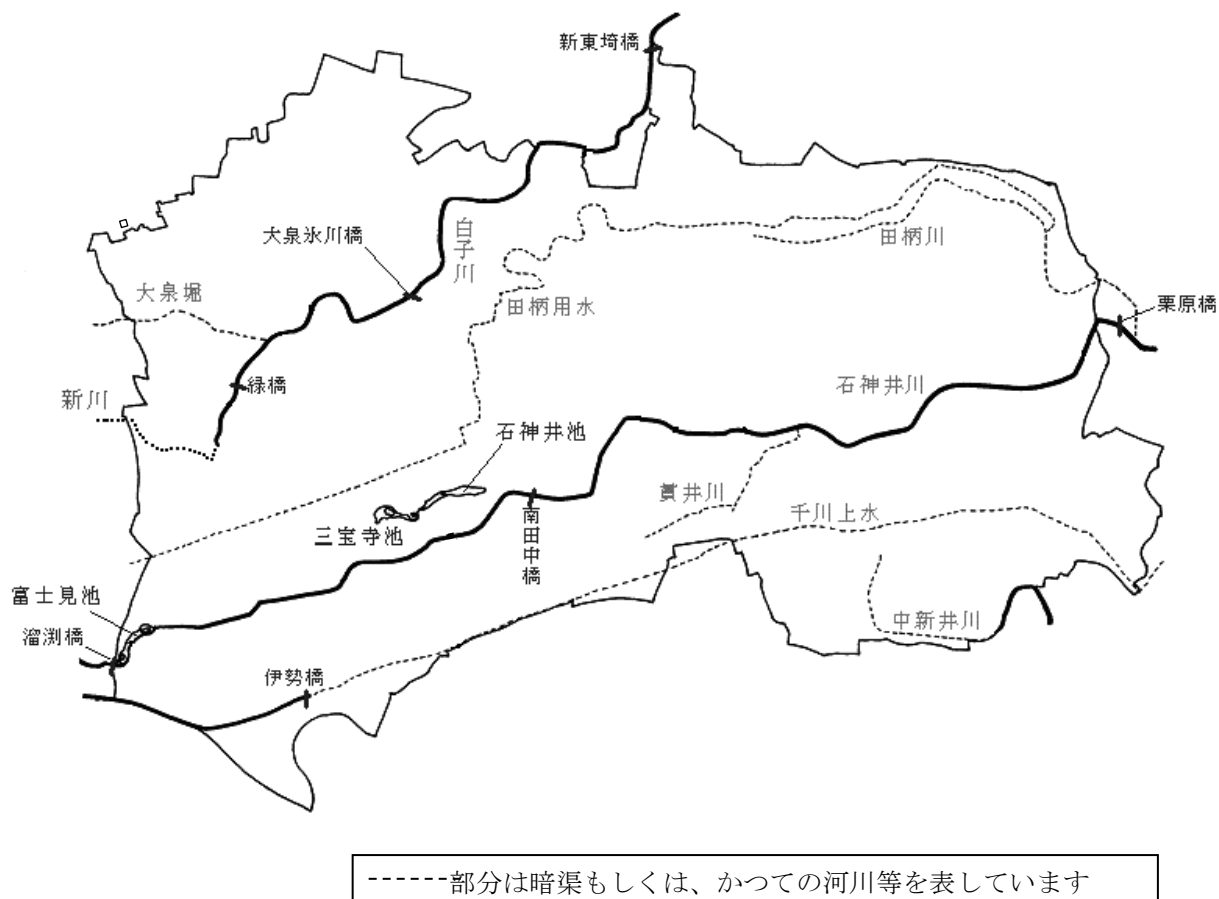 新東埼橋
大泉氷川橋
白子川
田柄川
大泉堀
田柄用水
栗原橋
緑橋
新川
石神井川
石神井池
貫井川
千川上水
三宝寺池
南田中橋
富士見池
溜渕橋
中新井川
伊勢橋
------部分は暗渠もしくは、かつての河川等を表しています